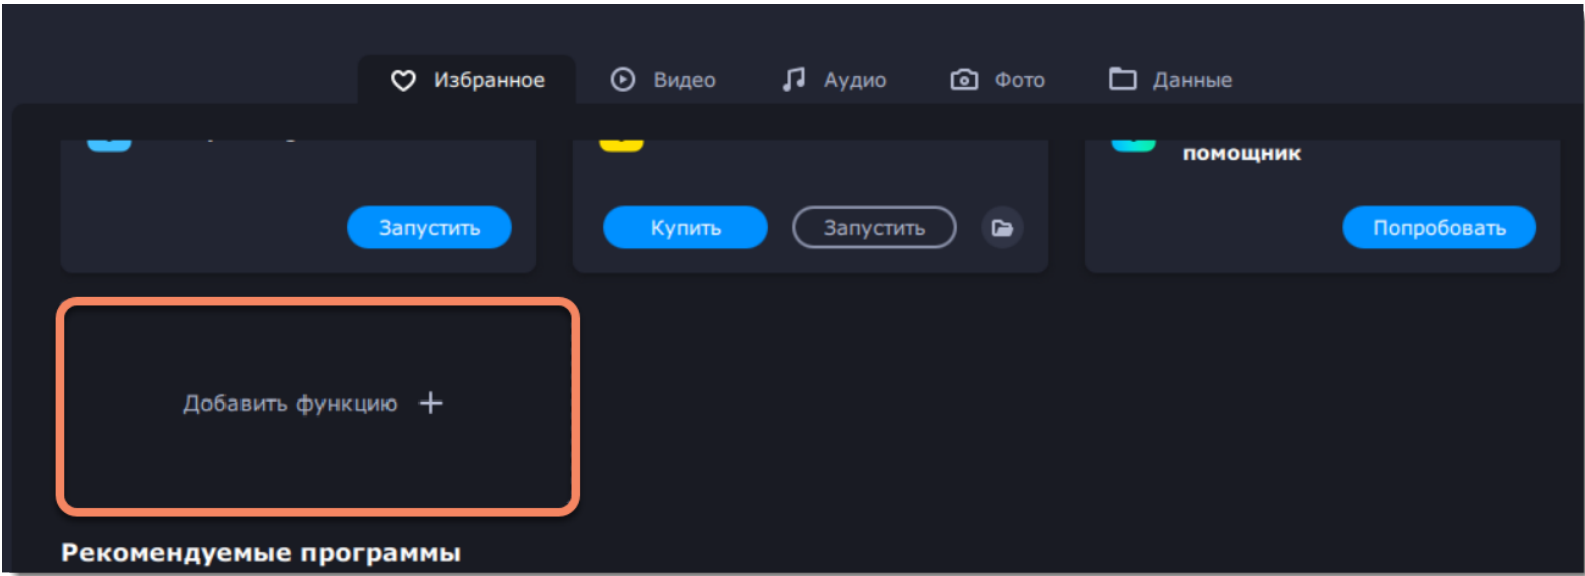 Избранное
Видео
Аудио
Фото
Данные
помощник
Запустить
Купить
Запустить
Попробовать
Добавить функцию +
Рекомендуемые программы